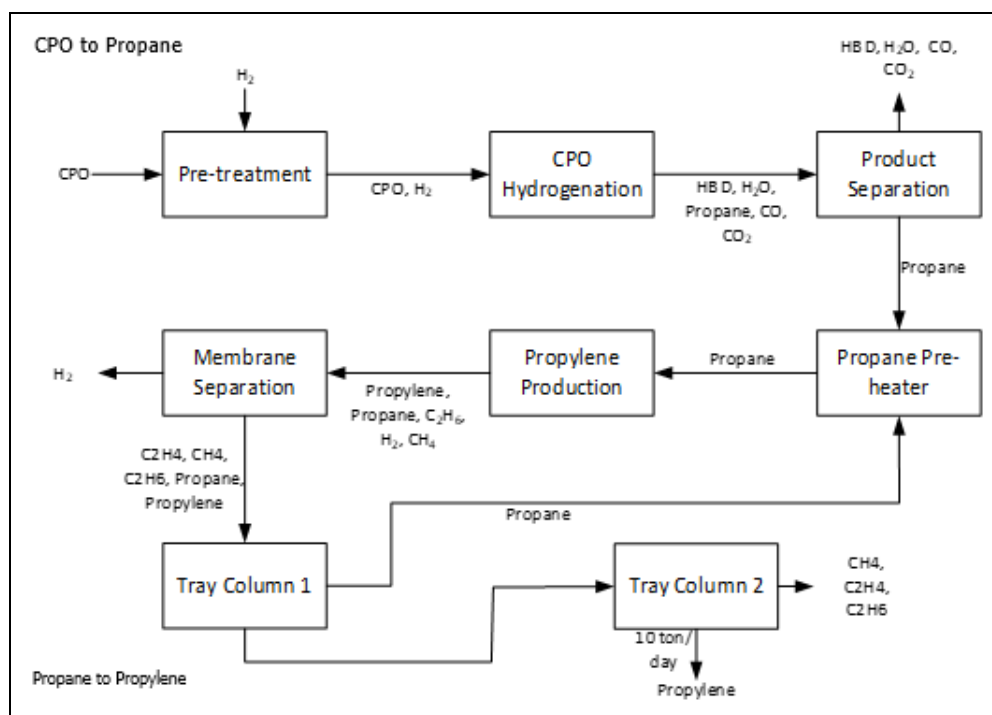 CPO to Propane
HBD, H₂O, CO,
CO₂
H₂
CPO
Pre-treatment
CPO, H₂
CPO
Hydrogenation
HBD, H₂O,
Propane, CO,
CO₂
Product
Separation
Propane
H₂
Membrane
Separation
Propylene,
Propane, C₂H₆,
H₂, CH₄
Propylene
Production
Propane
Propane Pre-
heater
C2H4, CH4,
C2H6, Propane,
Propylene
Propane
Tray Column 1
Tray Column 2
CH4,
C2H4,
C2H6
10 ton/
day
Propylene
Propane to Propylene